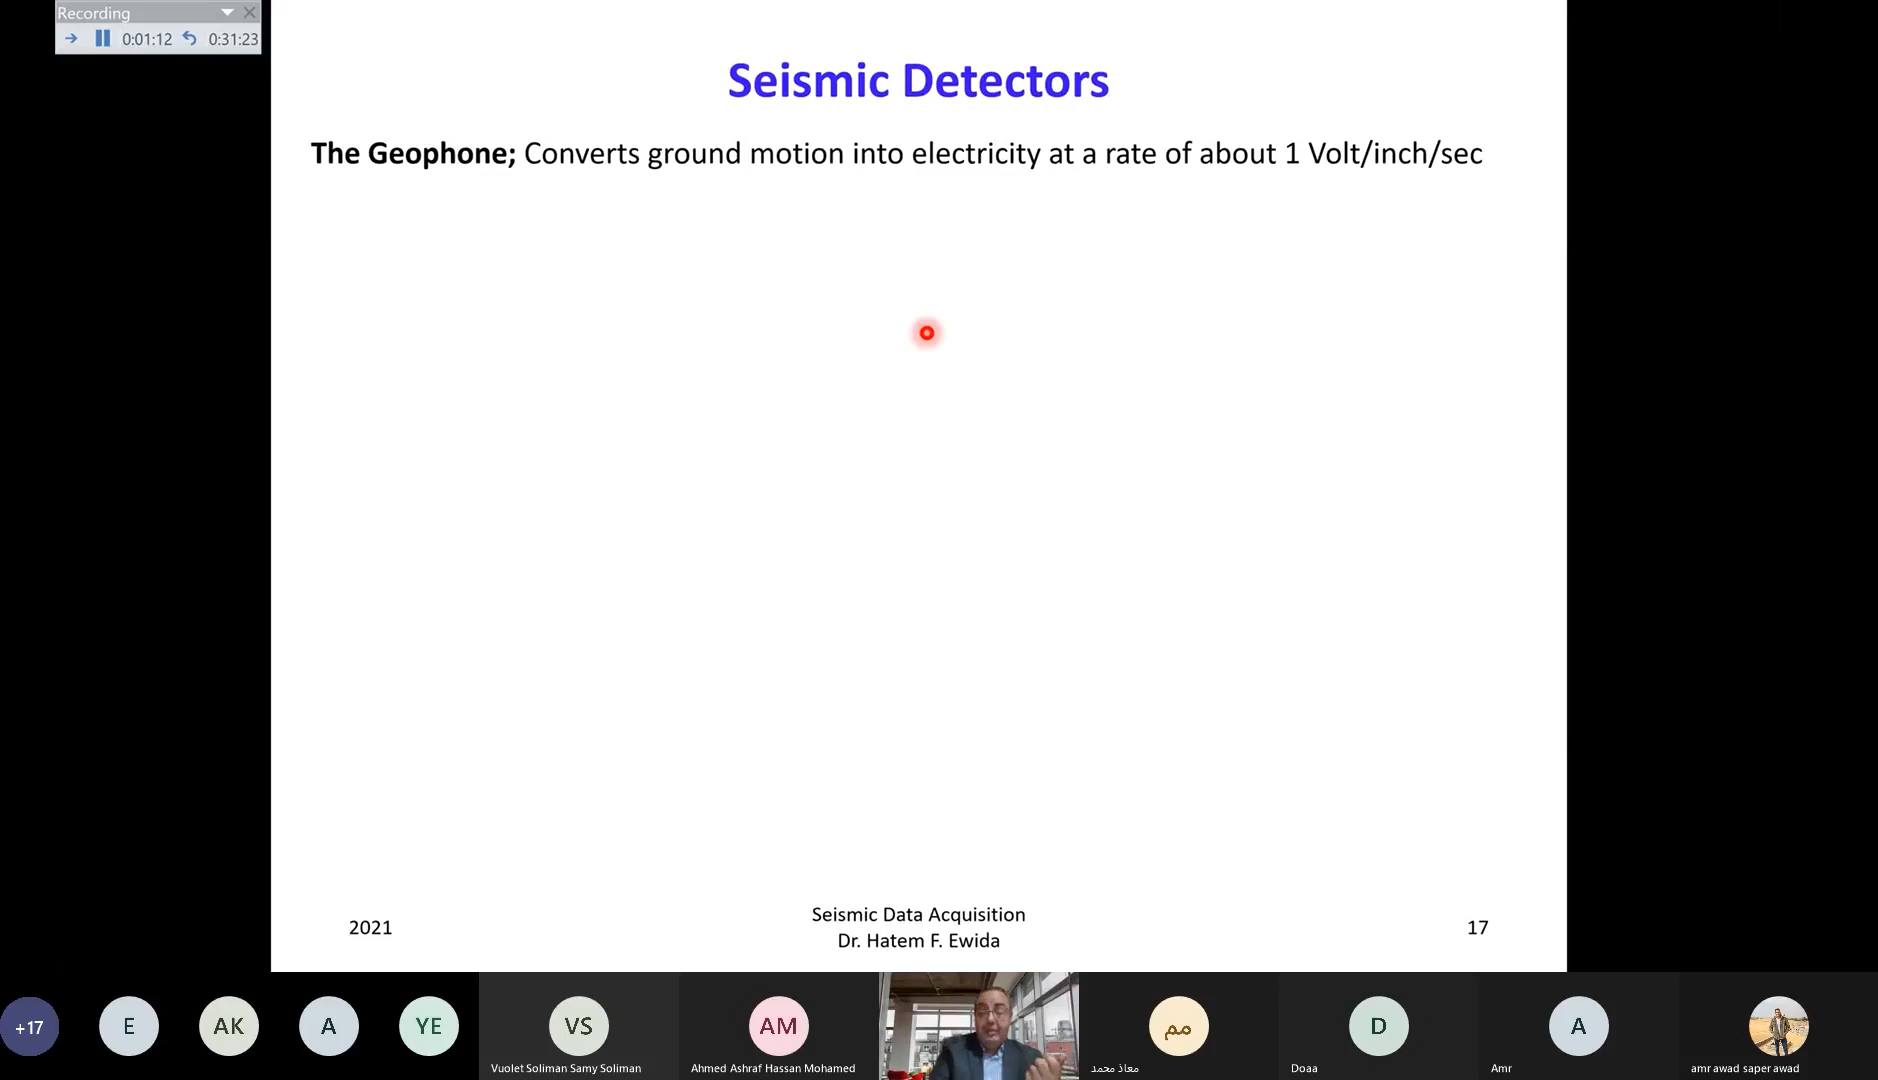 Recording
0:01:12 0:31:23
Seismic Detectors
The Geophone; Converts ground motion into electricity at a rate of about 1 Volt/inch/sec
2021
Seismic Data Acquisition
Dr. Hatem F. Ewida
17
+17
E
AK
A
YE
VS
Vuolet Soliman Samy Soliman
AM
Ahmed Ashraf Hassan Mohamed
مم
معاذ محمد
D
Doaa
A
Amr
amr awad saper awad